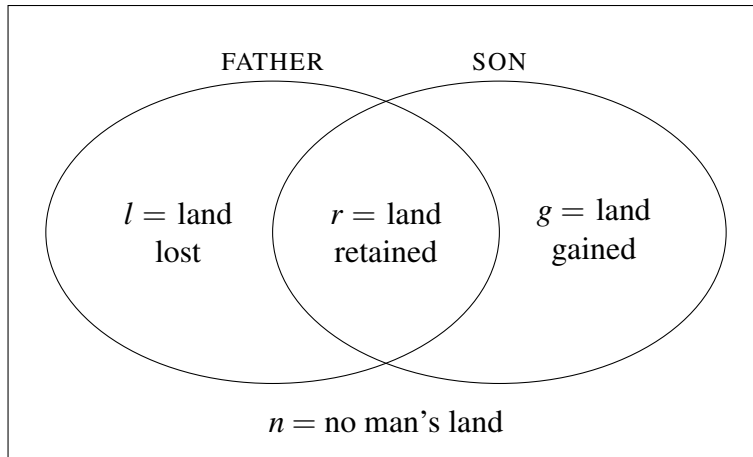 FATHER SON
l = land r = land g = land
lost retained gained
n = no man's land